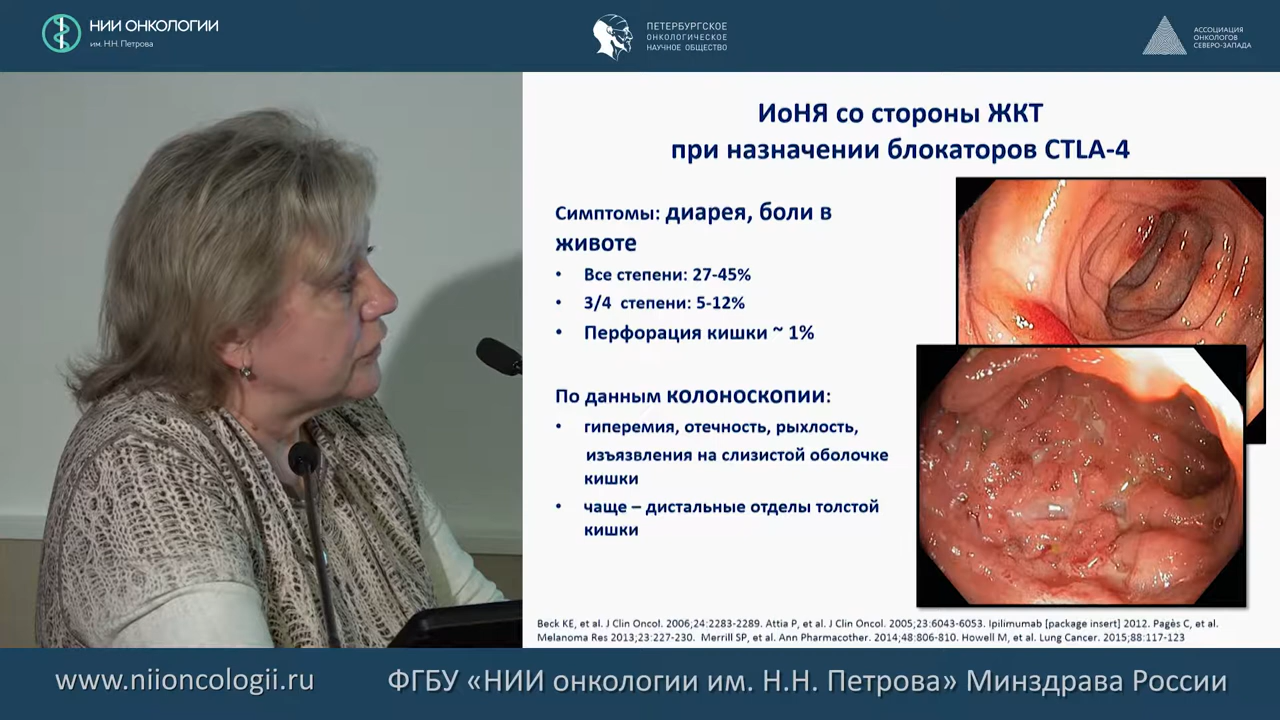 НИИ ОНКОЛОГИИ
им. Н.Н. Петрова
ПЕТЕРБУРГСКОЕ
ОНКОЛОГИЧЕСКОЕ
НАУЧНОЕ ОБЩЕСТВО
АССОЦИАЦИЯ
ОНКОЛОГОВ
СЕВЕРО-ЗАПАДА
ИоНЯ со стороны ЖКТ
при назначении блокаторов CTLA-4
Симптомы: диарея, боли в
животе
• Все степени: 27-45%
• 3/4 степени: 5-12%
• Перфорация кишки ~ 1%
По данным колоноскопии:
• гиперемия, отечность, рыхлость,
изъязвления на слизистой оболочке
кишки
• чаще – дистальные отделы толстой
кишки
Beck KE, et al. J Clin Oncol. 2006;24:2283-2289. Attia P, et al. J Clin Oncol. 2005;23:6043-6053. Ipilimumab [package insert] 2012. Pagès C, et al.
Melanoma Res 2013;23:227-230. Merrill SP, et al. Ann Pharmacother. 2014;48:806-810. Howell M, et al. Lung Cancer. 2015;88:117-123
www.niioncologii.ru
ФГБУ «НИИ онкологии им. Н.Н. Петрова» Минздрава России